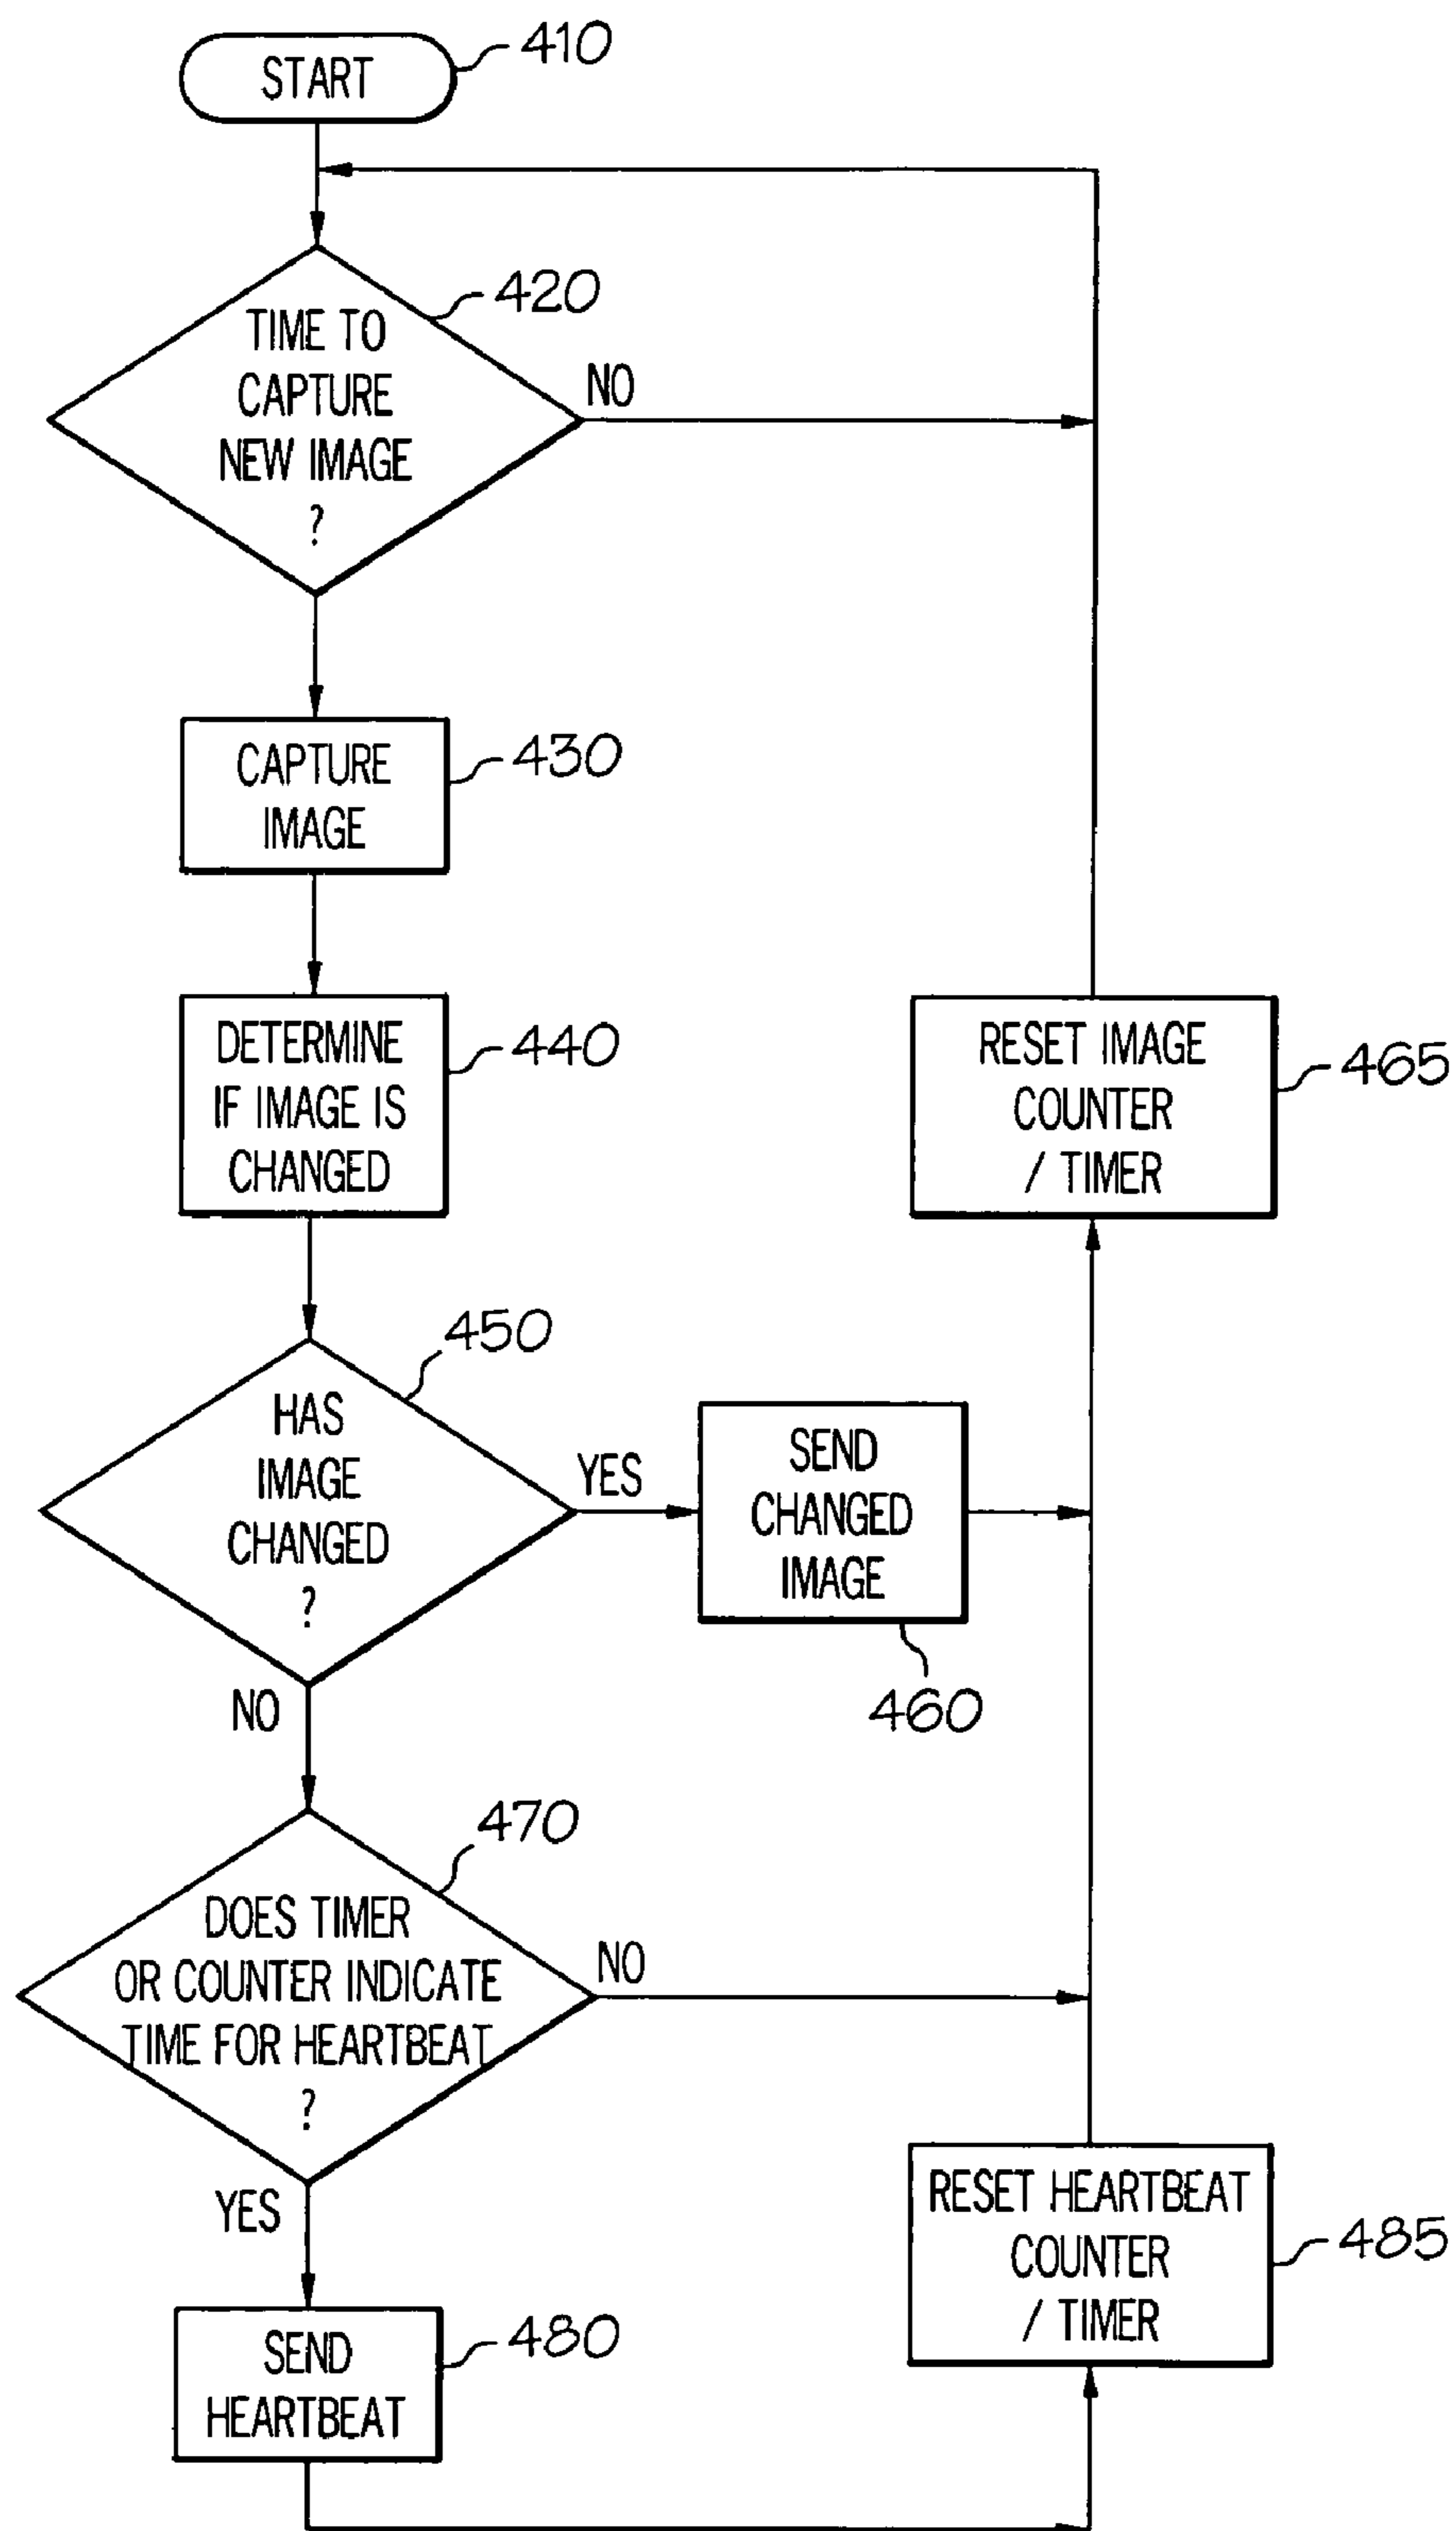 START
410
TIME TO
CAPTURE
NEW IMAGE
?
420
NO
CAPTURE
IMAGE
430
DETERMINE
IF IMAGE IS
CHANGED
440
RESET IMAGE
COUNTER
/ TIMER
465
HAS
IMAGE
CHANGED
?
450
YES
SEND
CHANGED
IMAGE
460
NO
DOES TIMER
OR COUNTER INDICATE
TIME FOR HEARTBEAT
?
470
NO
YES
RESET HEARTBEAT
COUNTER
/ TIMER
485
SEND
HEARTBEAT
480